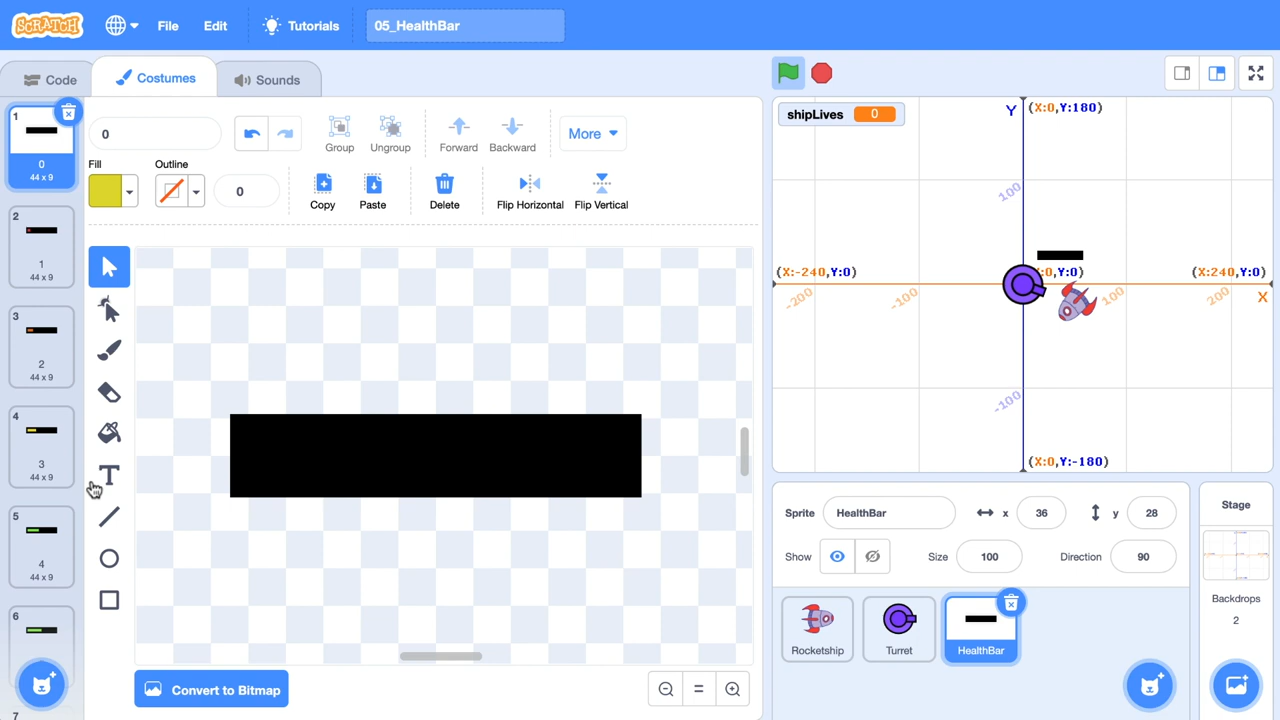 SCRATCH File Edit Tutorials 05_HealthBar
Code Costumes Sounds
1
0
44 x 9
2
1
44 x 9
3
2
44 x 9
4
3
44 x 9
5
4
44 x 9
6
7
0
Group Ungroup Forward Backward More
Fill Outline
0
Copy Paste Delete Flip Horizontal Flip Vertical
T
Convert to Bitmap
shipLives 0
Y (X:0,Y:180)
100
(X:-240,Y:0) :0,Y:0) (X:240,Y:0)
-200 -100 100 200 X
-100
(X:0,Y:-180)
Sprite HealthBar x 36 y 28
Show Size 100 Direction 90
Rocketship Turret HealthBar
Stage
Backdrops
2